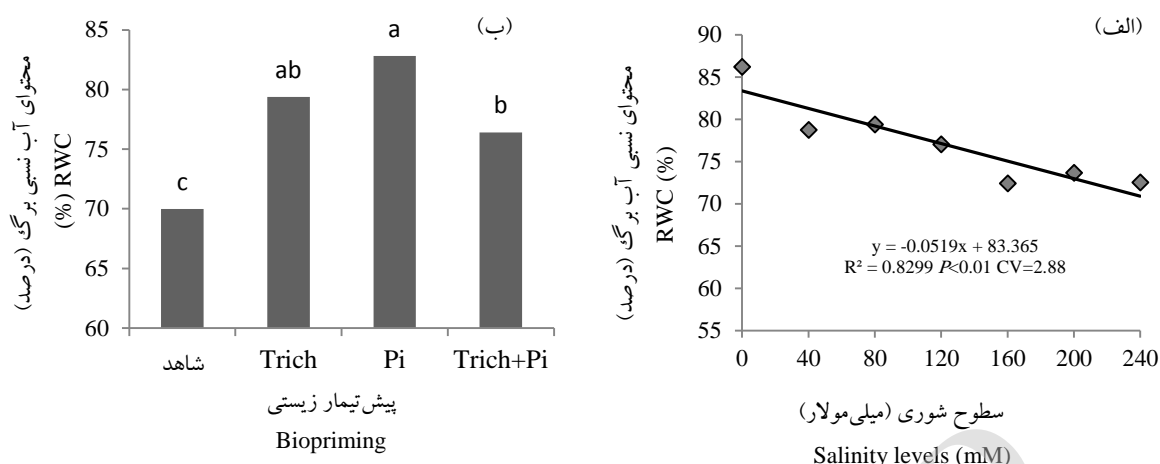 (الف)
محتوای نسبی آب برگ (درصد)
RWC (%)
90
85
80
75
70
65
60
55
y = -0.0519x + 83.365
R² = 0.8299 P<0.01 CV=2.88
0 40 80 120 160 200 240
سطوح شوری (میلی‌مولار)
Salinity levels (mM)
(ب)
محتوای آب نسبی برگ (درصد)
(%) RWC
85
80
75
70
65
60
c
ab
a
b
شاهد Trich Pi Trich+Pi
پیش‌تیمار زیستی
Biopriming